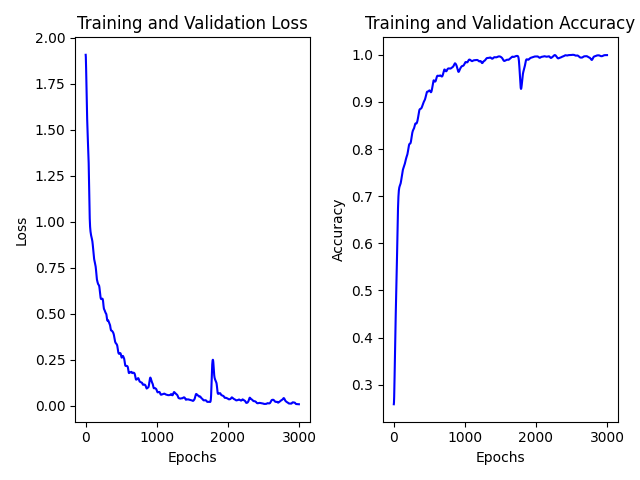 Training and Validation Loss
2.00
1.75
1.50
1.25
1.00
0.75
0.50
0.25
0.00
Loss
0 1000 2000 3000
Epochs
Training and Validation Accuracy
1.0
0.9
0.8
0.7
0.6
0.5
0.4
0.3
Accuracy
0 1000 2000 3000
Epochs